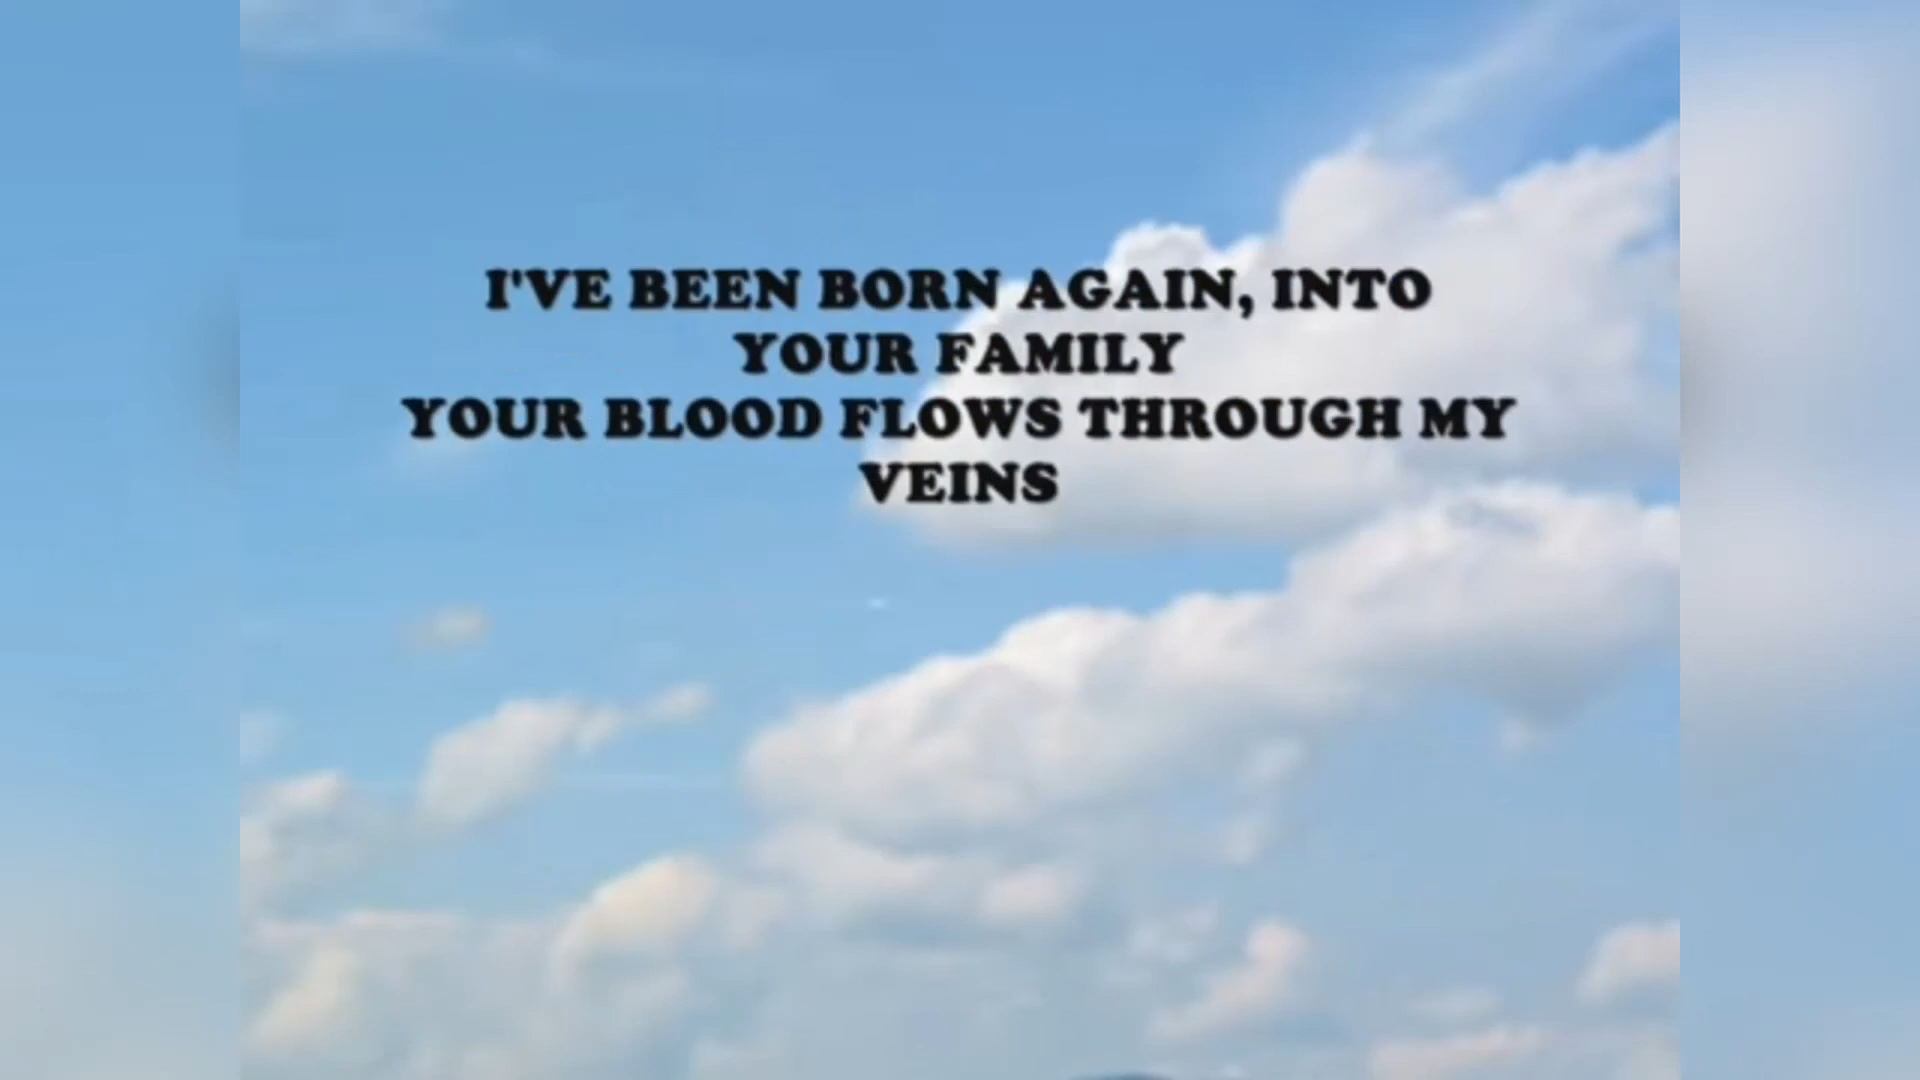 I'VE BEEN BORN AGAIN, INTO
YOUR FAMILY
YOUR BLOOD FLOWS THROUGH MY
VEINS